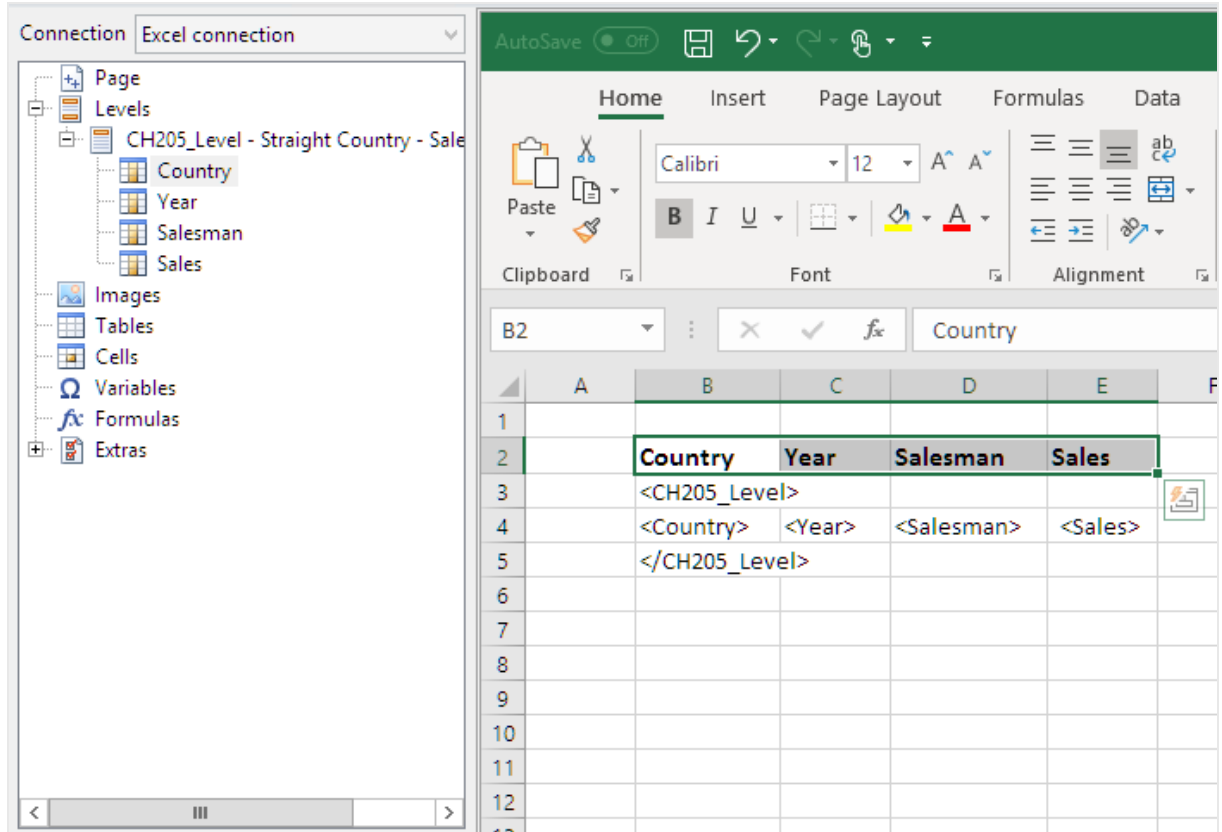 Connection Excel connection
Page
Levels
CH205_Level - Straight Country - Sale
Country
Year
Salesman
Sales
Images
Tables
Cells
Variables
Formulas
Extras
AutoSave Off
Home Insert Page Layout Formulas Data
Paste
Calibri 12 A A ab c
B I U A
Clipboard Font Alignment
B2 fx Country
A B C D E F
1
2 Country Year Salesman Sales
3 <CH205_Level>
4 <Country> <Year> <Salesman> <Sales>
5 </CH205_Level>
6
7
8
9
10
11
12